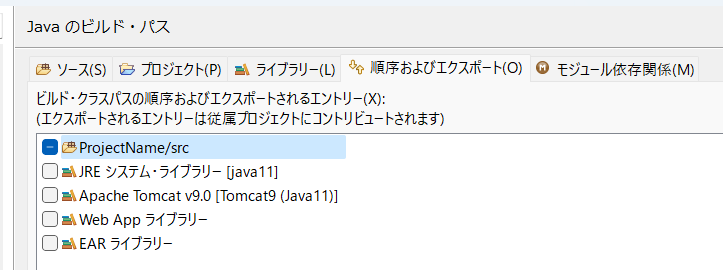 Java のビルド・パス
ソース(S) プロジェクト(P) ライブラリー(L) 順序およびエクスポート(O) モジュール依存関係(M)
ビルド・クラスパスの順序およびエクスポートされるエントリー(X):
(エクスポートされるエントリーは従属プロジェクトにコントリビュートされます)
ProjectName/src
JRE システム・ライブラリー [java11]
Apache Tomcat v9.0 [Tomcat9 (Java11)]
Web App ライブラリー
EAR ライブラリー